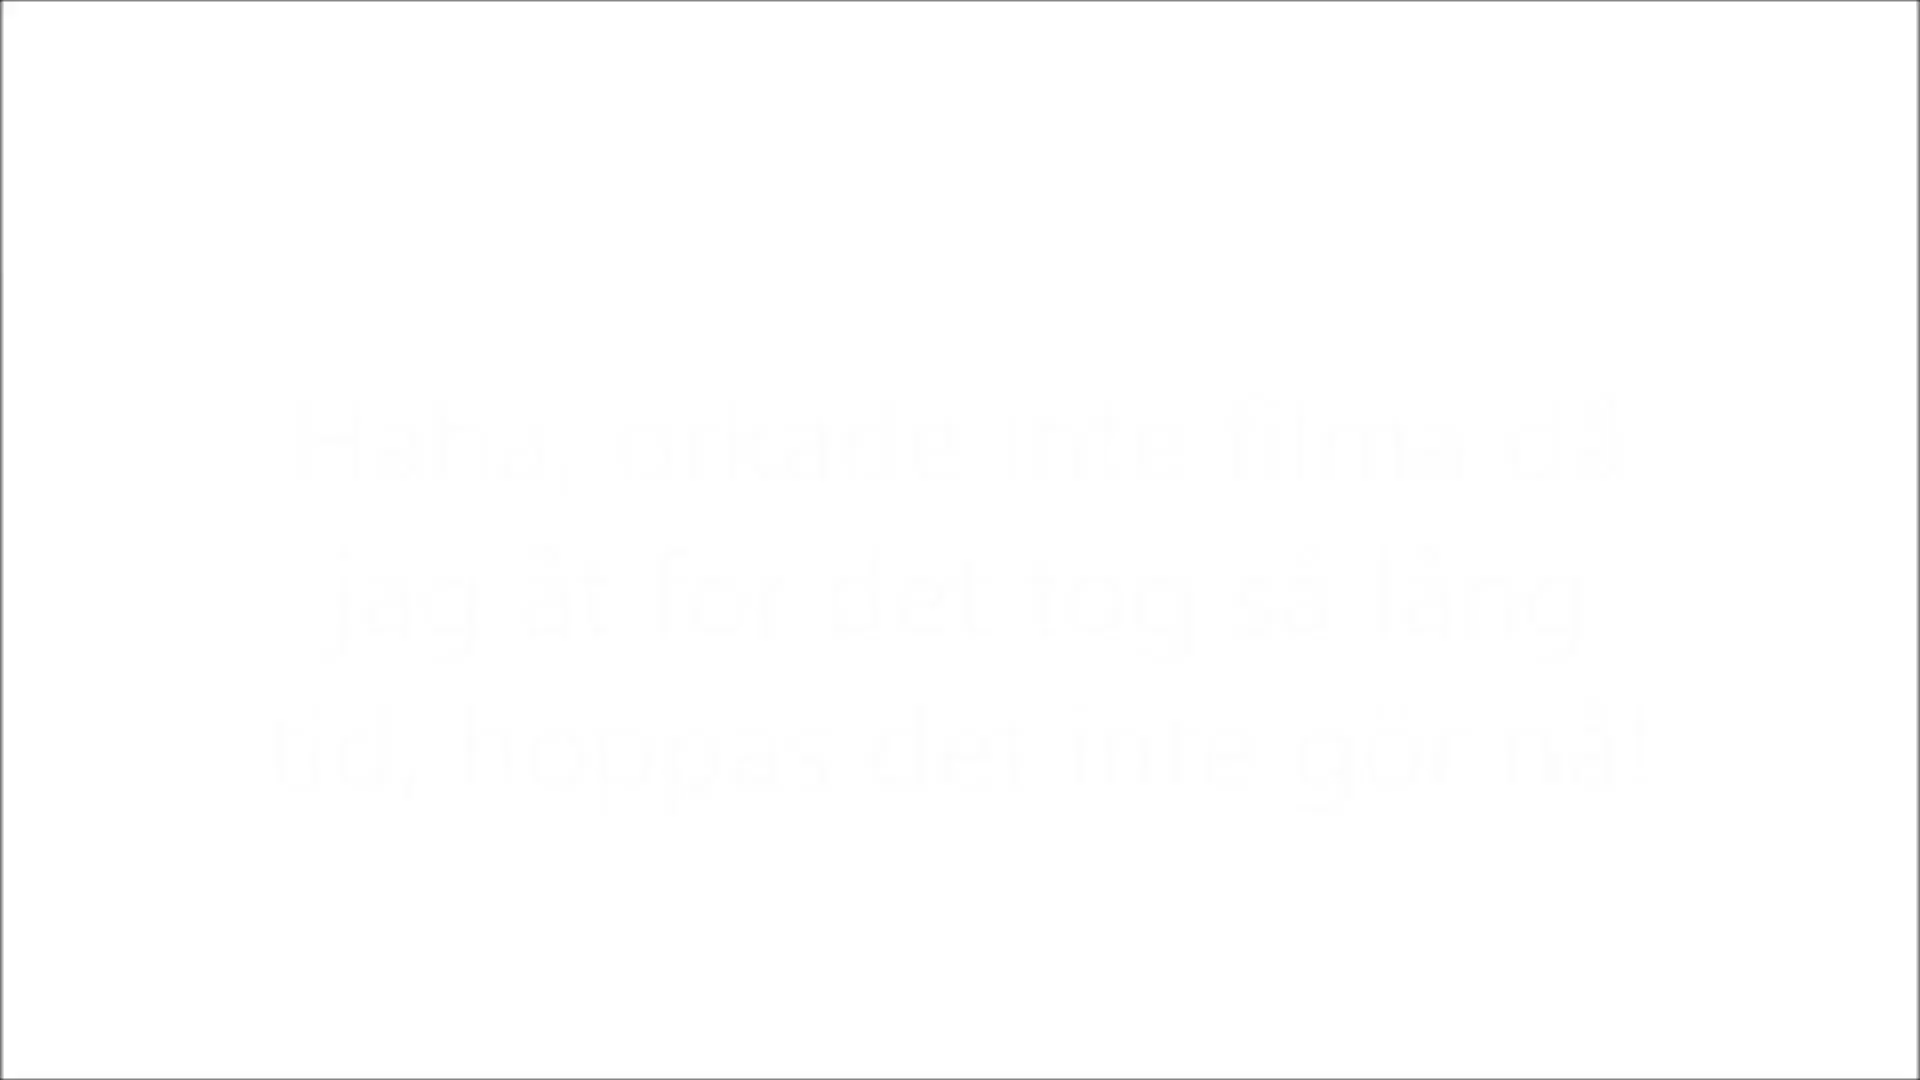 Haha, orkade inte filma då
jag åt för det tog så lång
tid, hoppas det inte gör nå!